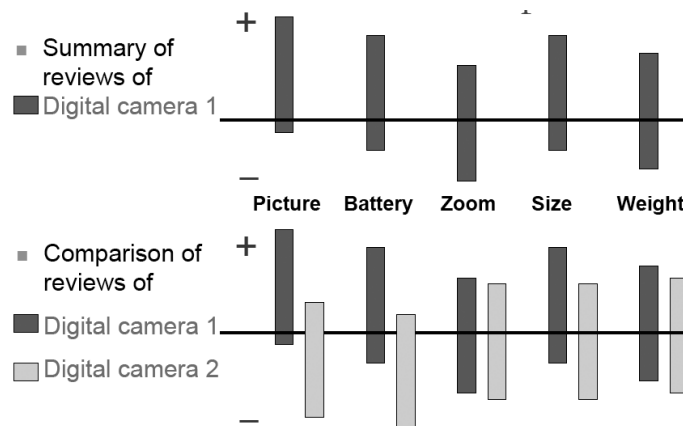 +
Summary of
reviews of
Digital camera 1
–
Picture Battery Zoom Size Weight
+
Comparison of
reviews of
Digital camera 1
Digital camera 2
–